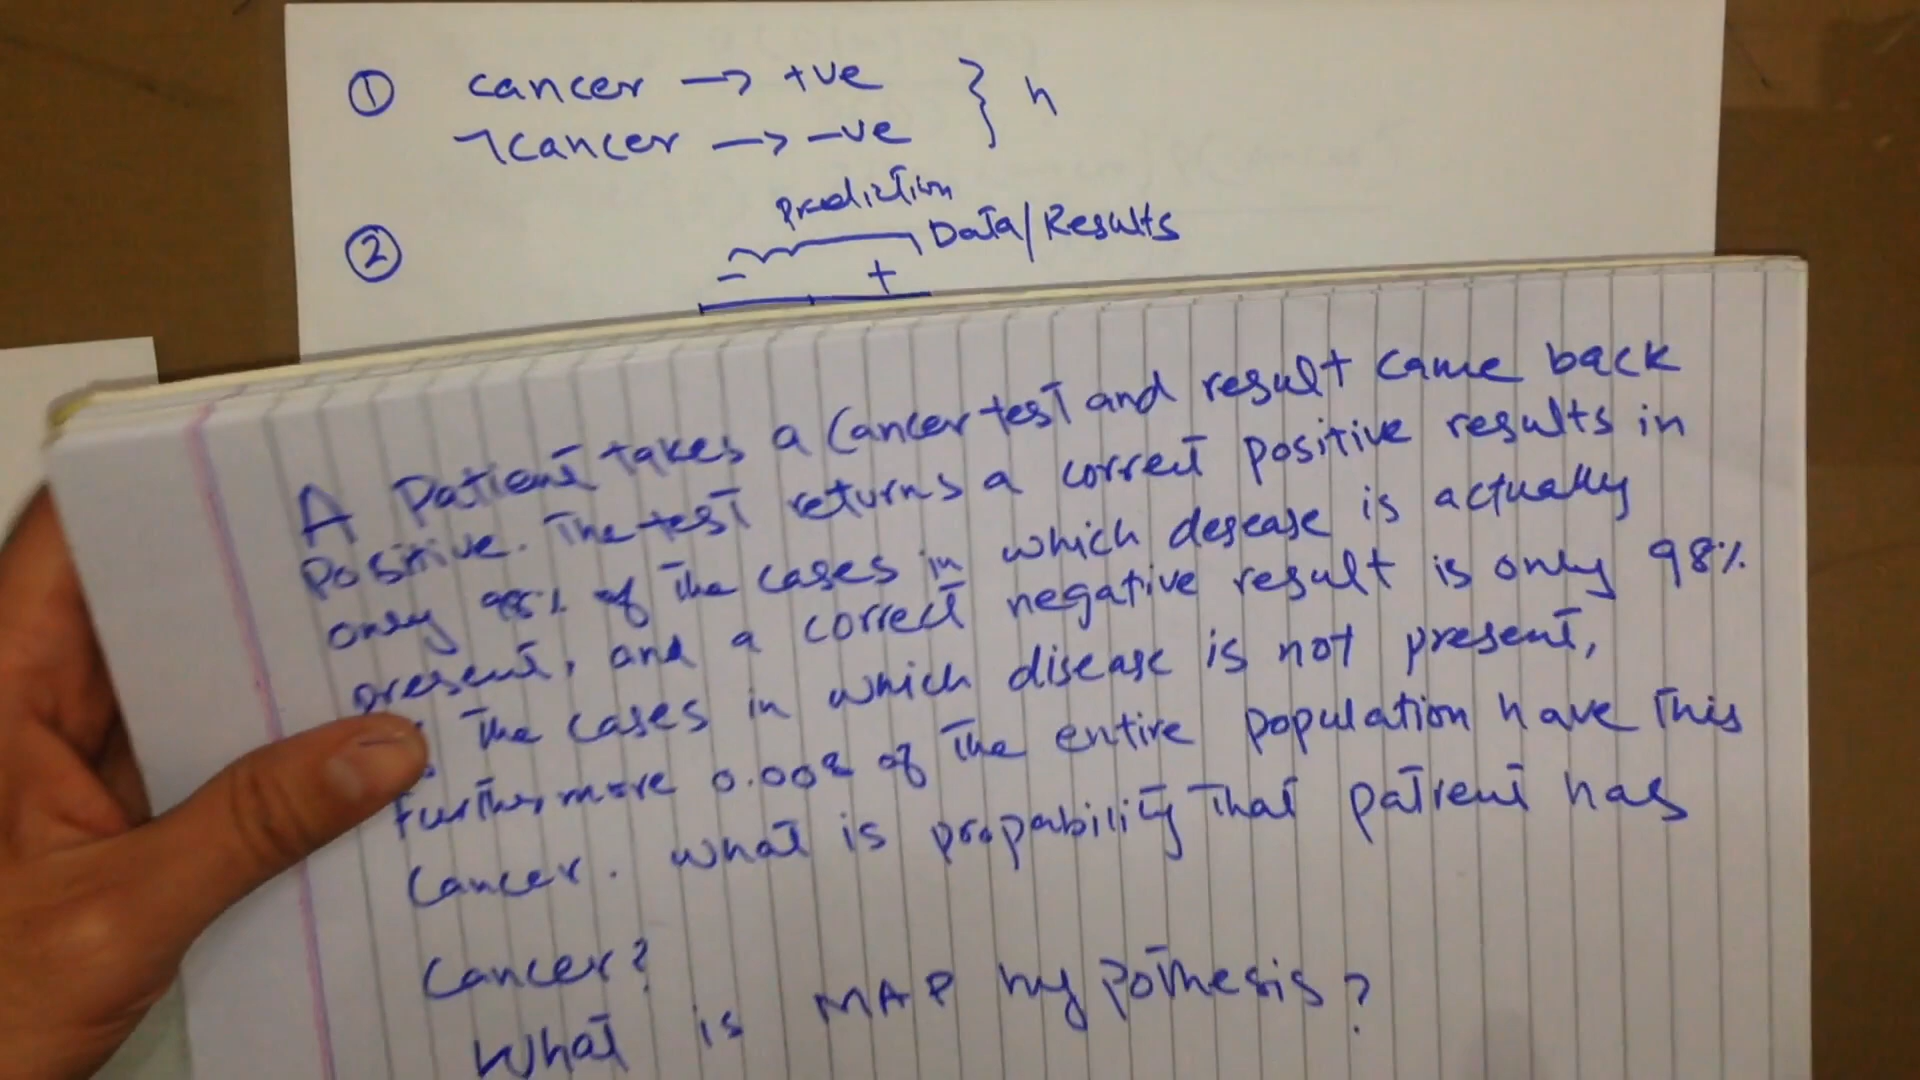 ① cancer → +ve } h
¬cancer → -ve
prediction
② Data/Results
- +
A Patient takes a Cancer test and result came back
Positive. The test returns a correct positive results in
only 98% of the cases in which desease is actually
present, and a correct negative result is only 98%
the cases in which disease is not present,
Furthermore 0.008 of the entire population have this
Cancer. what is propability that patient has
Cancer?
What is MAP hypothesis?